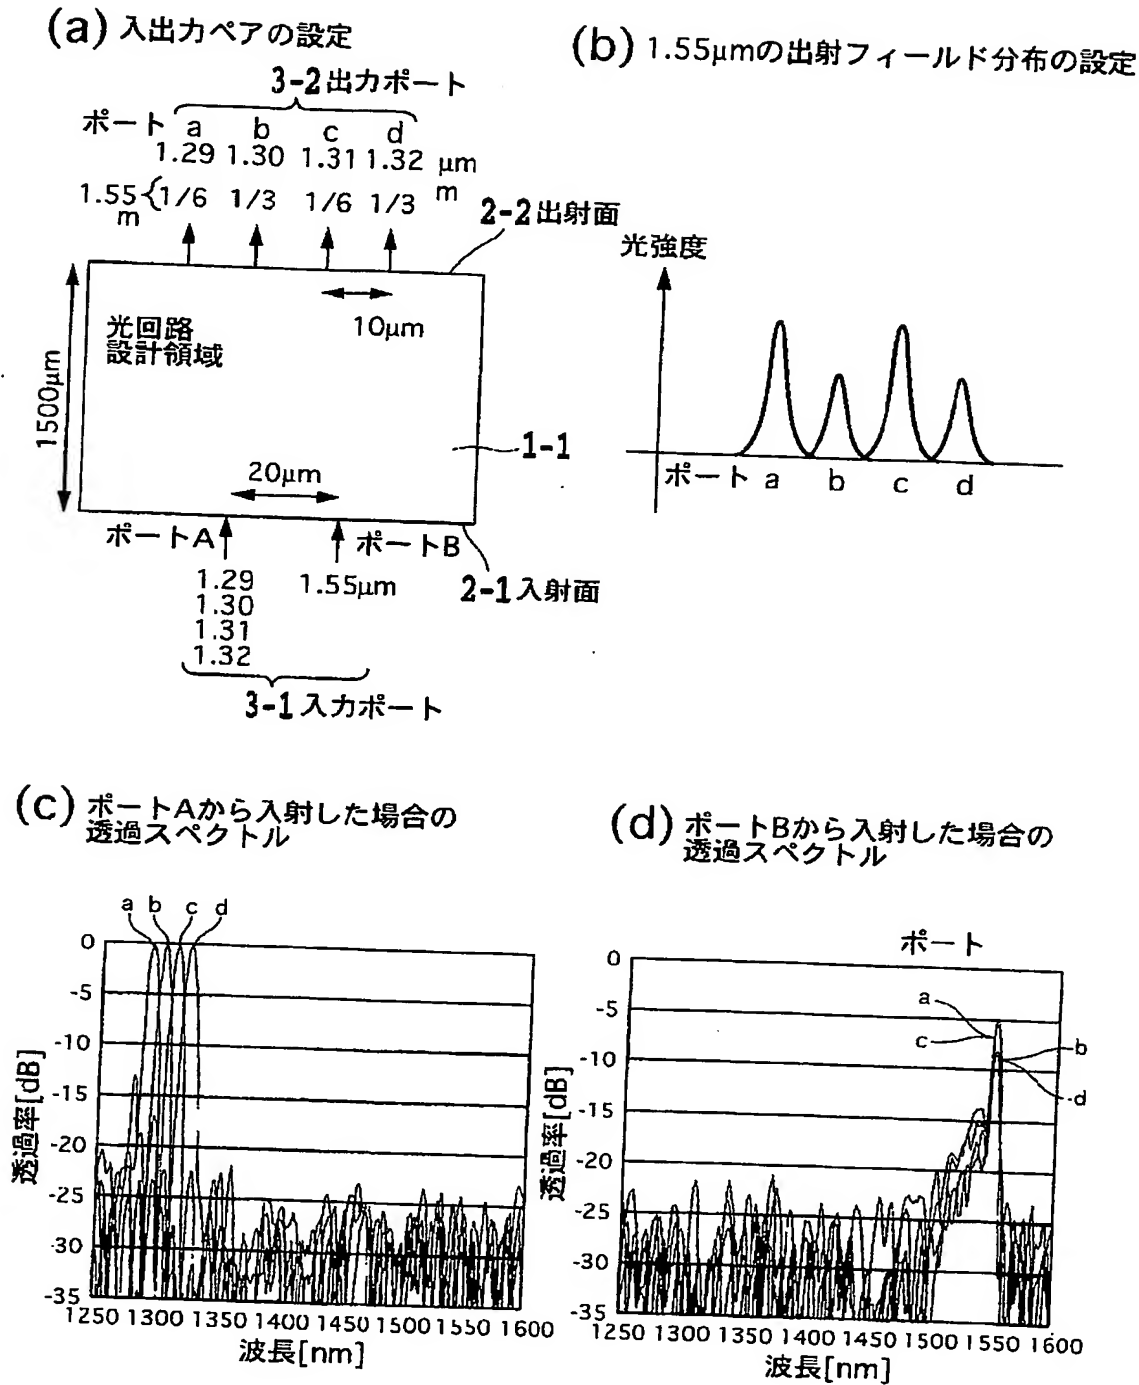 (a) 入出力ペアの設定
3-2出力ポート
ポート a b c d
1.29 1.30 1.31 1.32 μm
1.55 { 1/6 1/3 1/6 1/3 m
m
2-2出射面
10μm
光回路
設計領域
1500μm
1-1
20μm
ポートA ポートB
1.29 1.55μm
2-1入射面
1.30
1.31
1.32
3-1入力ポート
(b) 1.55μmの出射フィールド分布の設定
光強度
ポート a b c d
(c) ポートAから入射した場合の
透過スペクトル
a b c d
0
-5
-10
-15
-20
-25
-30
-35
透過率[dB]
1250 1300 1350 1400 1450 1500 1550 1600
波長[nm]
(d) ポートBから入射した場合の
透過スペクトル
ポート
a
c
b
d
0
-5
-10
-15
-20
-25
-30
-35
透過率[dB]
1250 1300 1350 1400 1450 1500 1550 1600
波長[nm]